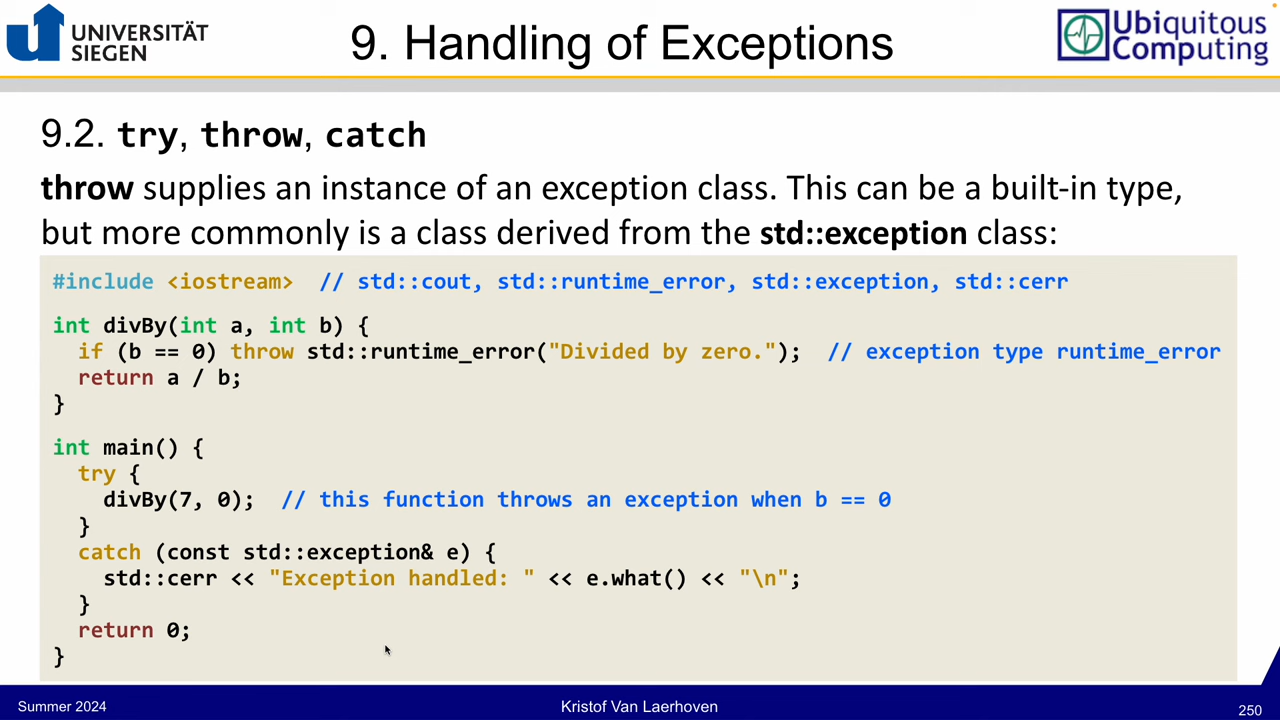 UNIVERSITÄT
SIEGEN
9. Handling of Exceptions
Ubiquitous
Computing
9.2. try, throw, catch
throw supplies an instance of an exception class. This can be a built-in type,
but more commonly is a class derived from the std::exception class:
#include <iostream>  // std::cout, std::runtime_error, std::exception, std::cerr
int divBy(int a, int b) {
  if (b == 0) throw std::runtime_error("Divided by zero.");  // exception type runtime_error
  return a / b;
}
int main() {
  try {
    divBy(7, 0);  // this function throws an exception when b == 0
  }
  catch (const std::exception& e) {
    std::cerr << "Exception handled: " << e.what() << "\n";
  }
  return 0;
}
Summer 2024
Kristof Van Laerhoven
250